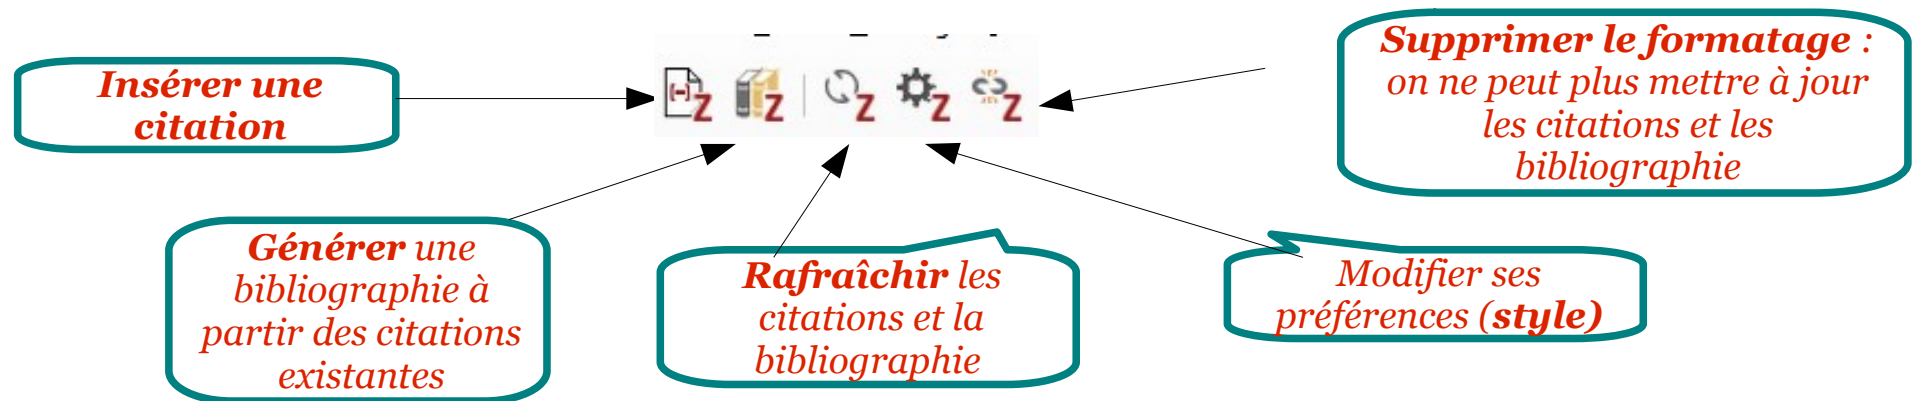 Insérer une
citation
Supprimer le formatage :
on ne peut plus mettre à jour
les citations et les
bibliographie
Générer une
bibliographie à
partir des citations
existantes
Rafraîchir les
citations et la
bibliographie
Modifier ses
préférences (style)